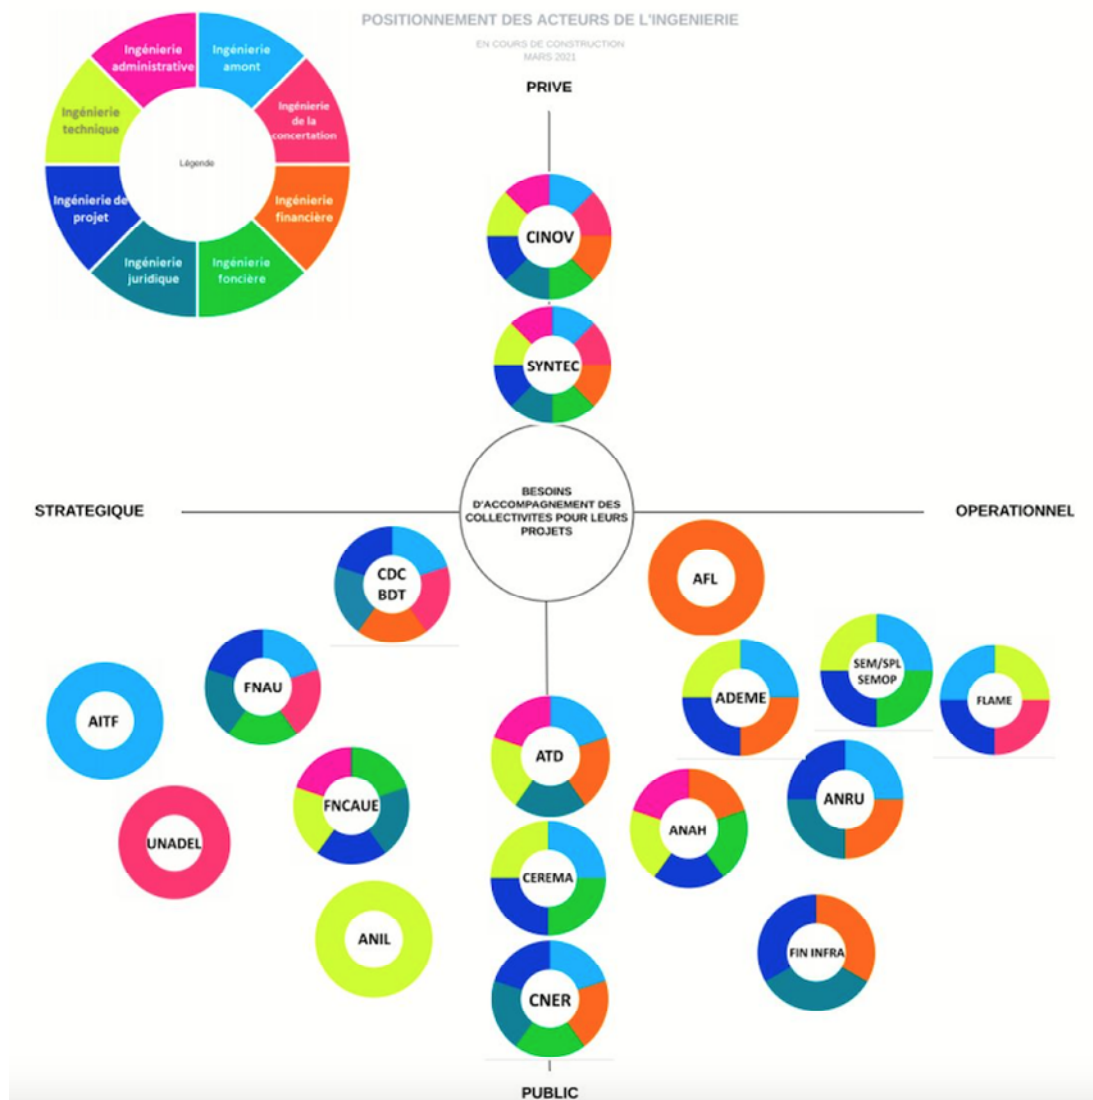 POSITIONNEMENT DES ACTEURS DE L'INGENIERIE
EN COURS DE CONSTRUCTION
MARS 2021
Ingénierie
administrative
Ingénierie
amont
Ingénierie
de la
concertation
Ingénierie
technique
Légende
Ingénierie de
projet
Ingénierie
financière
Ingénierie
juridique
Ingénierie
foncière
PRIVE
CINOV
SYNTEC
STRATEGIQUE
BESOINS
D'ACCOMPAGNEMENT DES
COLLECTIVITES POUR LEURS
PROJETS
OPERATIONNEL
CDC
BDT
AFL
FNAU
SEM/SPL
SEMOP
ADEME
FLAME
AITF
ATD
FNCAUE
ANAH
ANRU
UNADEL
CEREMA
ANIL
FIN INFRA
CNER
PUBLIC